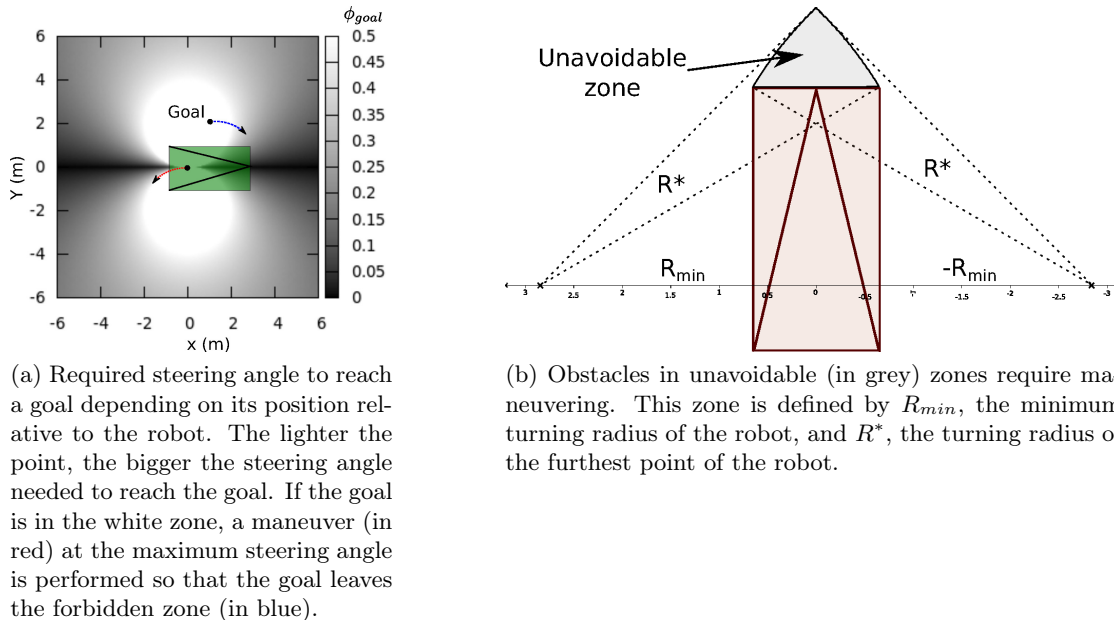 ϕ_goal
6
4
2
0
-2
-4
-6
Y (m)
-6 -4 -2 0 2 4 6
x (m)
Goal
0.5
0.45
0.4
0.35
0.3
0.25
0.2
0.15
0.1
0.05
0
Unavoidable
zone
R* R*
R_min -R_min
3 2.5 2 1.5 1 0.5 0 -0.5 -1 -1.5 -2 -2.5 -3
(a) Required steering angle to reach
a goal depending on its position rel-
ative to the robot. The lighter the
point, the bigger the steering angle
needed to reach the goal. If the goal
is in the white zone, a maneuver (in
red) at the maximum steering angle
is performed so that the goal leaves
the forbidden zone (in blue).
(b) Obstacles in unavoidable (in grey) zones require ma-
neuvering. This zone is defined by R_min, the minimum
turning radius of the robot, and R*, the turning radius o
the furthest point of the robot.